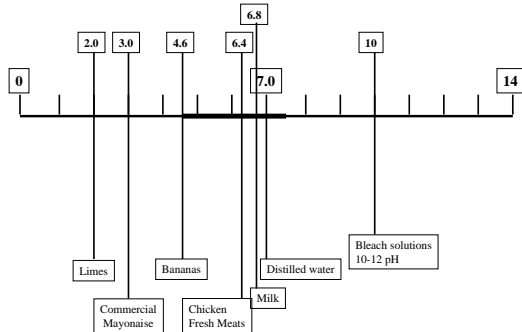 6.8
2.0
3.0
4.6
6.4
10
0
7.0
14
Limes
Bananas
Distilled water
Bleach solutions
10-12 pH
Commercial
Mayonaise
Chicken
Fresh Meats
Milk